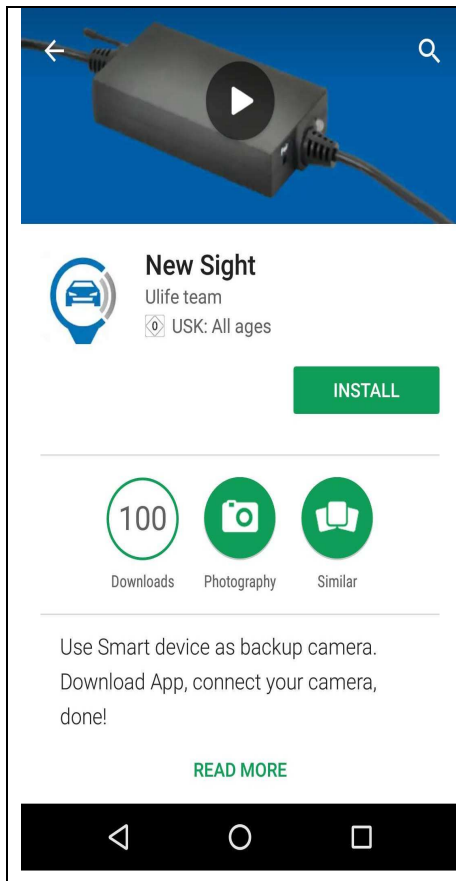 New Sight
Ulife team
0 USK: All ages
INSTALL
100
Downloads
Photography
Similar
Use Smart device as backup camera.
Download App, connect your camera,
done!
READ MORE